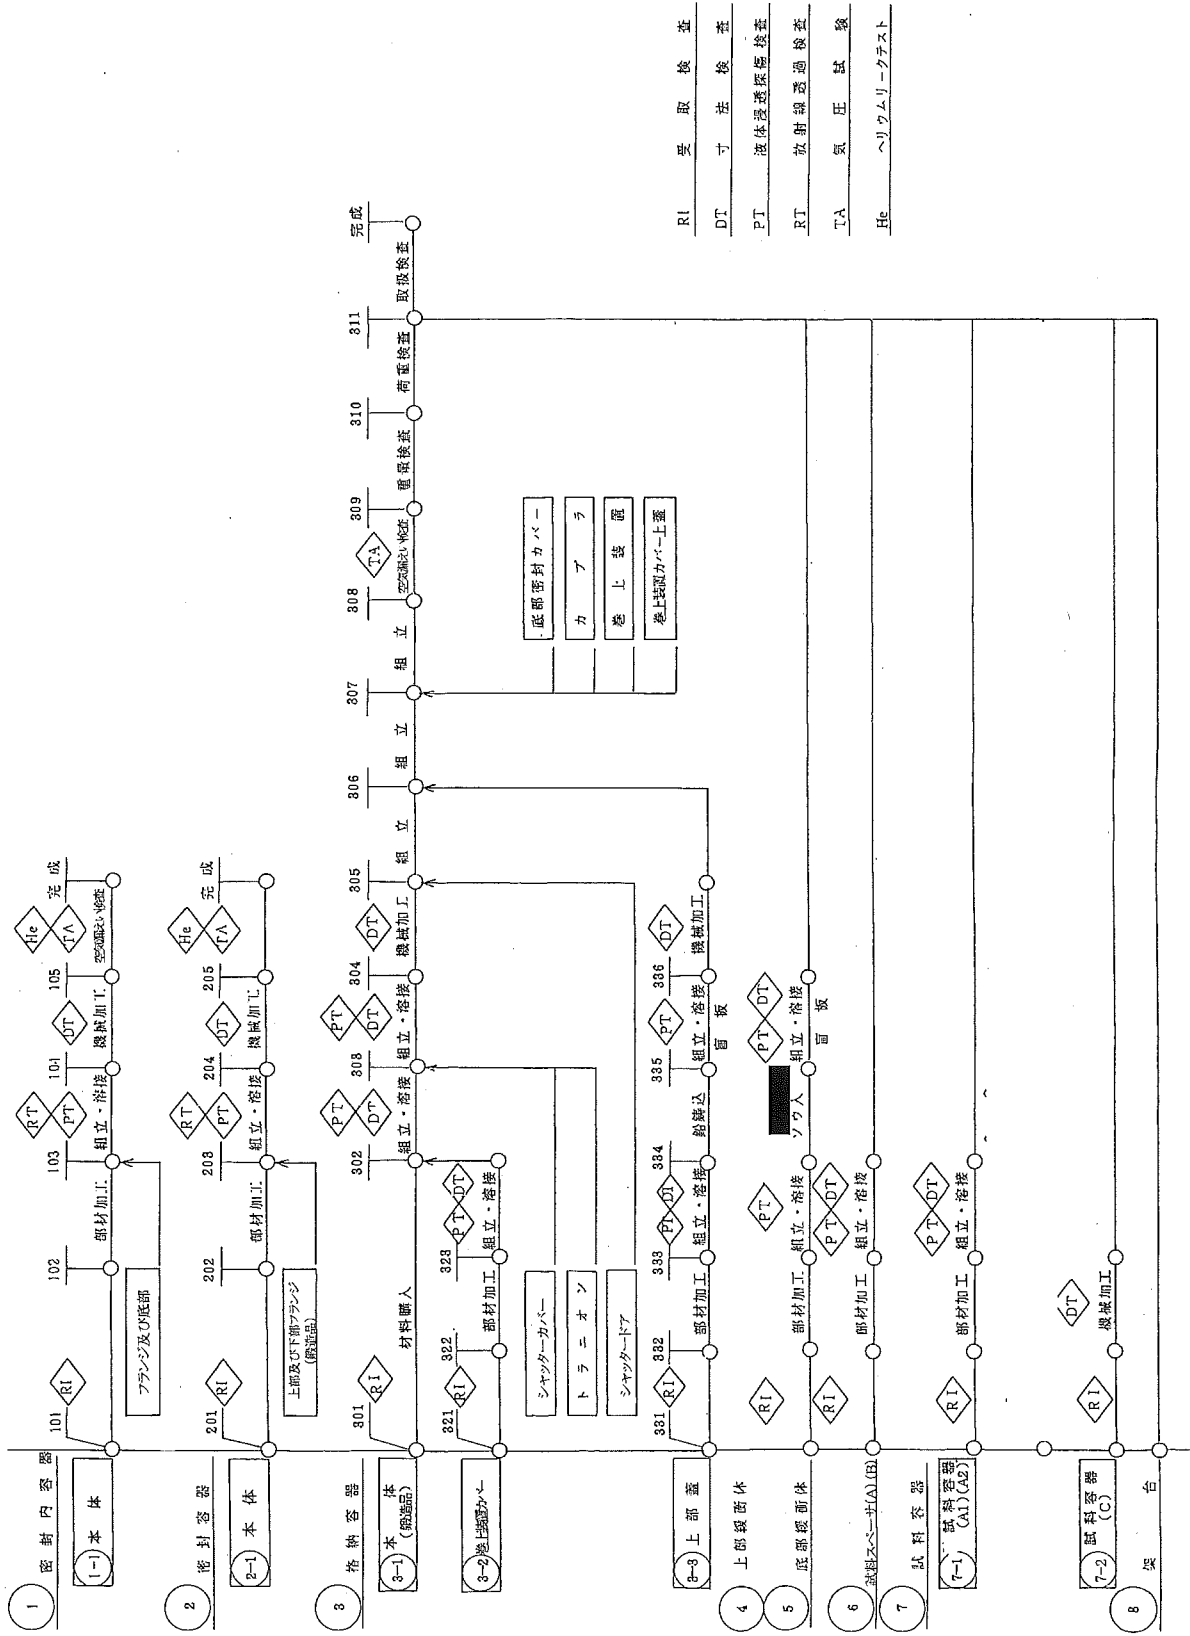 1 密封内容器
1-1 本体
101
RI
フランジ及び底部
102
部材加工
103
RT
PT
組立・溶接
101
DT
機械加工
105
He
TA
空気漏えい検査
完成
2 密封容器
2-1 本体
201
RI
上部及び下部フランジ
(鍛造品)
202
部材加工
203
RT
PT
組立・溶接
204
DT
機械加工
205
He
TA
完成
3 格納容器
3-1 本体
(鍛造品)
301
RI
材料購入
302
PT
DT
組立・溶接
303
PT
DT
組立・溶接
304
DT
機械加工
305
組立
306
組立
307
組立
308
TA
空気漏えい検査
309
重量検査
310
荷重検査
311
取扱検査
完成
3-2 巻上装置カバー
321
RI
322
部材加工
323
PT
DT
組立・溶接
シャッターカバー
トラニオン
シャッタードア
底部密封カバー
カプラ
巻上装置
巻上装置カバー上蓋
3-3 上部蓋
331
RI
332
部材加工
333
PT
DT
組立・溶接
334
鉛鋳込
335
PT
組立・溶接
盲板
336
DT
機械加工
4 上部緩衝体
5 底部緩衝体
RI
部材加工
PT
組立・溶接
ソウ入
PT
DT
組立・溶接
盲板
6 試料スペーサ(A)(B)
RI
部材加工
PT
DT
組立・溶接
7 試料容器
7-1 試料容器
(A1)(A2)
RI
部材加工
PT
DT
組立・溶接
7-2 試料容器
(C)
RI
DT
機械加工
8 架台
RI 受取検査
DT 寸法検査
PT 液体浸透探傷検査
RT 放射線透過検査
TA 気圧試験
He ヘリウムリークテスト